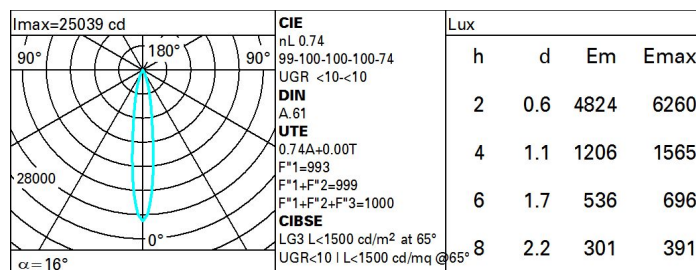 Imax=25039 cd
90° 180° 90°
28000
0°
α=16°
CIE
nL 0.74
99-100-100-100-74
UGR <10-<10
DIN
A.61
UTE
0.74A+0.00T
F"1=993
F"1+F"2=999
F"1+F"2+F"3=1000
CIBSE
LG3 L<1500 cd/m² at 65°
UGR<10 | L<1500 cd/mq @65°
Lux
h d Em Emax
2 0.6 4824 6260
4 1.1 1206 1565
6 1.7 536 696
8 2.2 301 391